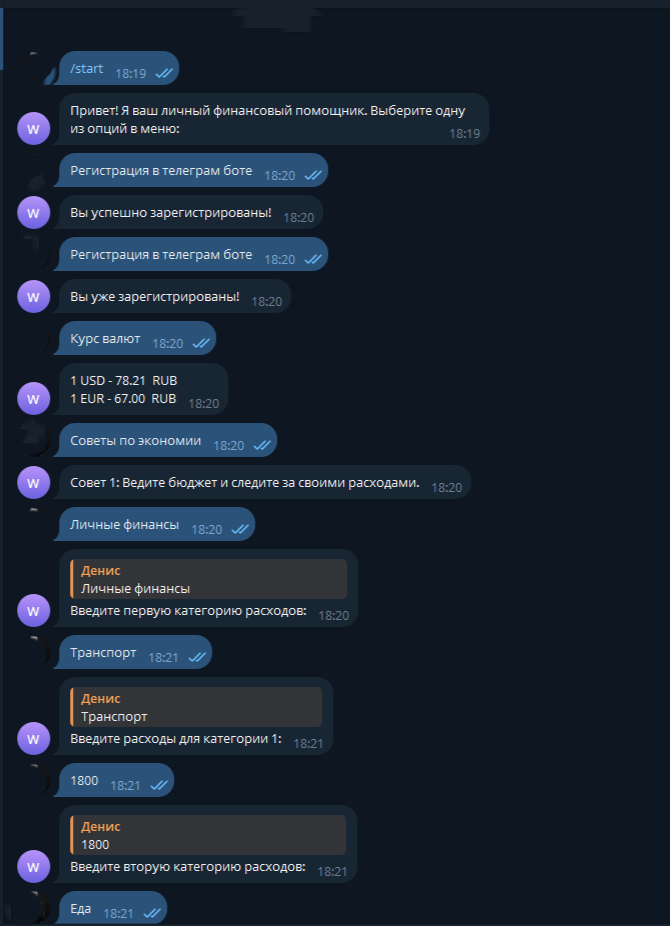 /start 18:19
Привет! Я ваш личный финансовый помощник. Выберите одну
из опций в меню: 18:19
Регистрация в телеграм боте 18:20
W Вы успешно зарегистрированы! 18:20
Регистрация в телеграм боте 18:20
W Вы уже зарегистрированы! 18:20
Курс валют 18:20
1 USD - 78.21 RUB
W 1 EUR - 67.00 RUB 18:20
Советы по экономии 18:20
W Совет 1: Ведите бюджет и следите за своими расходами. 18:20
Личные финансы 18:20
Денис
Личные финансы
W Введите первую категорию расходов: 18:20
Транспорт 18:21
Денис
Транспорт
W Введите расходы для категории 1: 18:21
1800 18:21
Денис
1800
W Введите вторую категорию расходов: 18:21
Еда 18:21